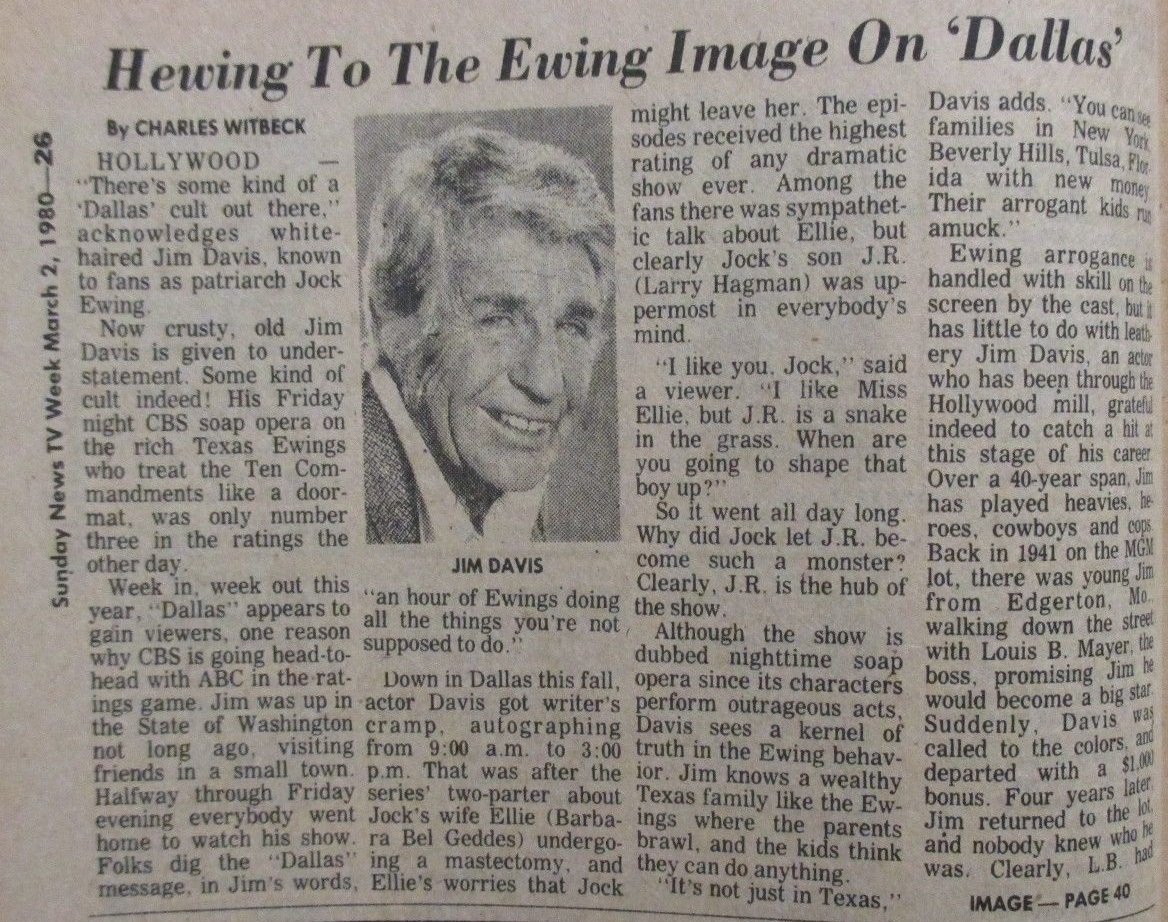 Hewing To The Ewing Image On 'Dallas'
Sunday News TV Week March 2, 1980—26
By CHARLES WITBECK
HOLLYWOOD —
"There's some kind of a
'Dallas' cult out there,"
acknowledges white-
haired Jim Davis, known
to fans as patriarch Jock
Ewing.
Now crusty, old Jim
Davis is given to under-
statement. Some kind of
cult indeed! His Friday
night CBS soap opera on
the rich Texas Ewings
who treat the Ten Com-
mandments like a door-
mat, was only number
three in the ratings the
other day.
Week in, week out this
year, "Dallas" appears to
gain viewers, one reason
why CBS is going head-to-
head with ABC in the rat-
ings game. Jim was up in
the State of Washington
not long ago, visiting
friends in a small town.
Halfway through Friday
evening everybody went
home to watch his show.
Folks dig the "Dallas"
message, in Jim's words,
JIM DAVIS
"an hour of Ewings doing
all the things you're not
supposed to do."
Down in Dallas this fall,
actor Davis got writer's
cramp, autographing
from 9:00 a.m. to 3:00
p.m. That was after the
series' two-parter about
Jock's wife Ellie (Barba-
ra Bel Geddes) undergo-
ing a mastectomy, and
Ellie's worries that Jock
might leave her. The epi-
sodes received the highest
rating of any dramatic
show ever. Among the
fans there was sympathet-
ic talk about Ellie, but
clearly Jock's son J.R.
(Larry Hagman) was up-
permost in everybody's
mind.
"I like you, Jock," said
a viewer. "I like Miss
Ellie, but J.R. is a snake
in the grass. When are
you going to shape that
boy up?"
So it went all day long.
Why did Jock let J.R. be-
come such a monster?
Clearly, J.R. is the hub of
the show.
Although the show is
dubbed nighttime soap
opera since its characters
perform outrageous acts,
Davis sees a kernel of
truth in the Ewing behav-
ior. Jim knows a wealthy
Texas family like the Ew-
ings where the parents
brawl, and the kids think
they can do anything.
"It's not just in Texas,"
Davis adds. "You can see
families in New York,
Beverly Hills, Tulsa, Flor-
ida with new money.
Their arrogant kids run
amuck."
Ewing arrogance is
handled with skill on the
screen by the cast, but it
has little to do with leath-
ery Jim Davis, an actor
who has been through the
Hollywood mill, grateful
indeed to catch a hit at
this stage of his career.
Over a 40-year span, Jim
has played heavies, he-
roes, cowboys and cops.
Back in 1941 on the MGM
lot, there was young Jim
from Edgerton, Mo.,
walking down the street
with Louis B. Mayer, the
boss, promising Jim he
would become a big star.
Suddenly, Davis was
called to the colors, and
departed with a $1,000
bonus. Four years later,
Jim returned to the lot,
and nobody knew who he
was. Clearly, L.B. had
IMAGE — PAGE 40